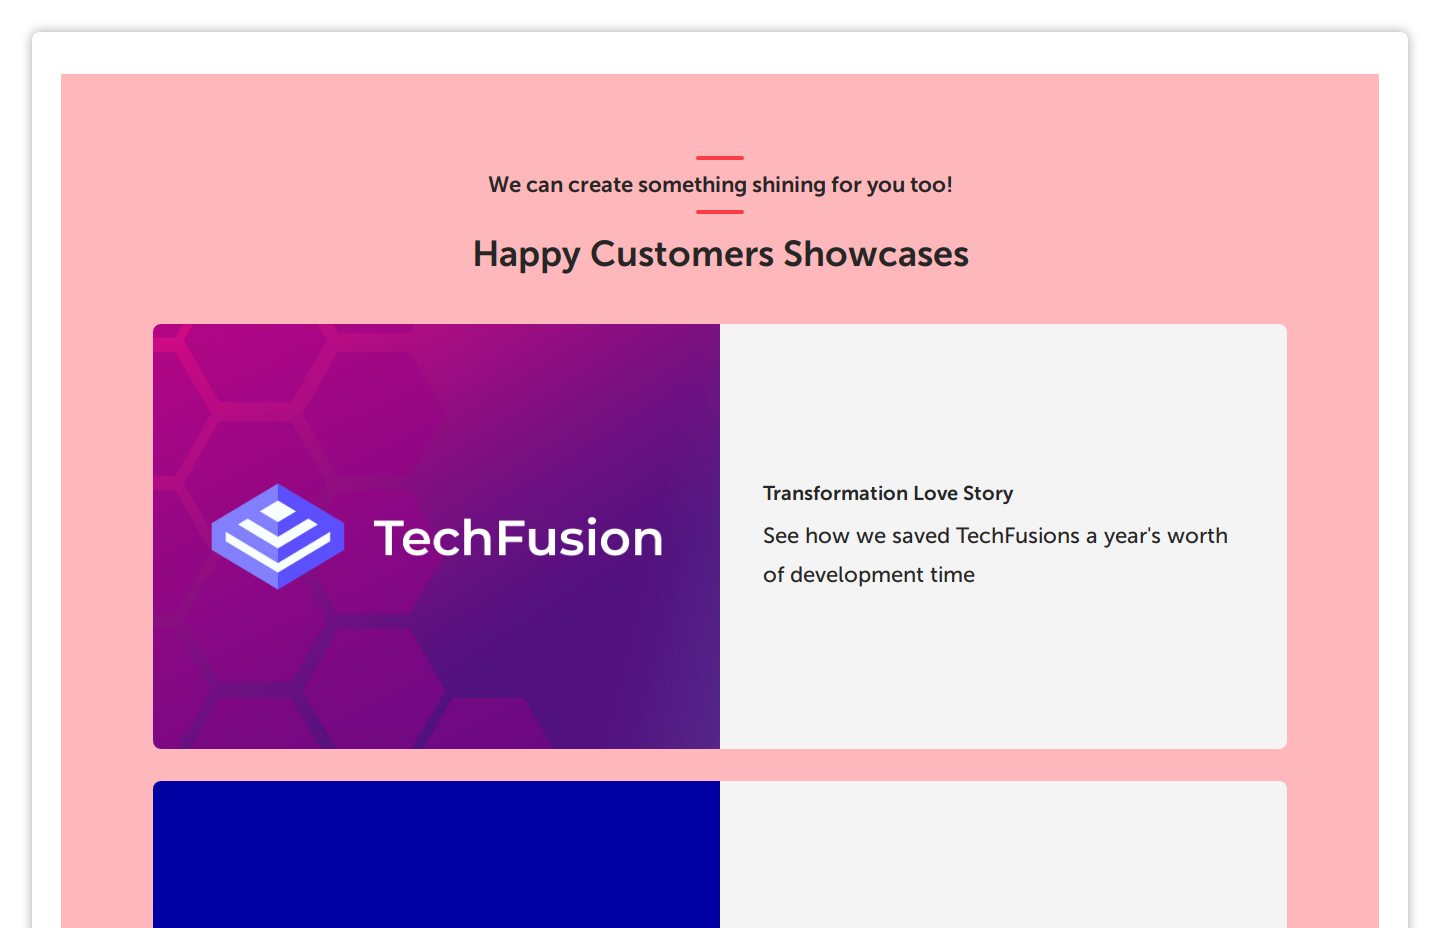 We can create something shining for you too!
Happy Customers Showcases
TechFusion
Transformation Love Story
See how we saved TechFusions a year's worth
of development time